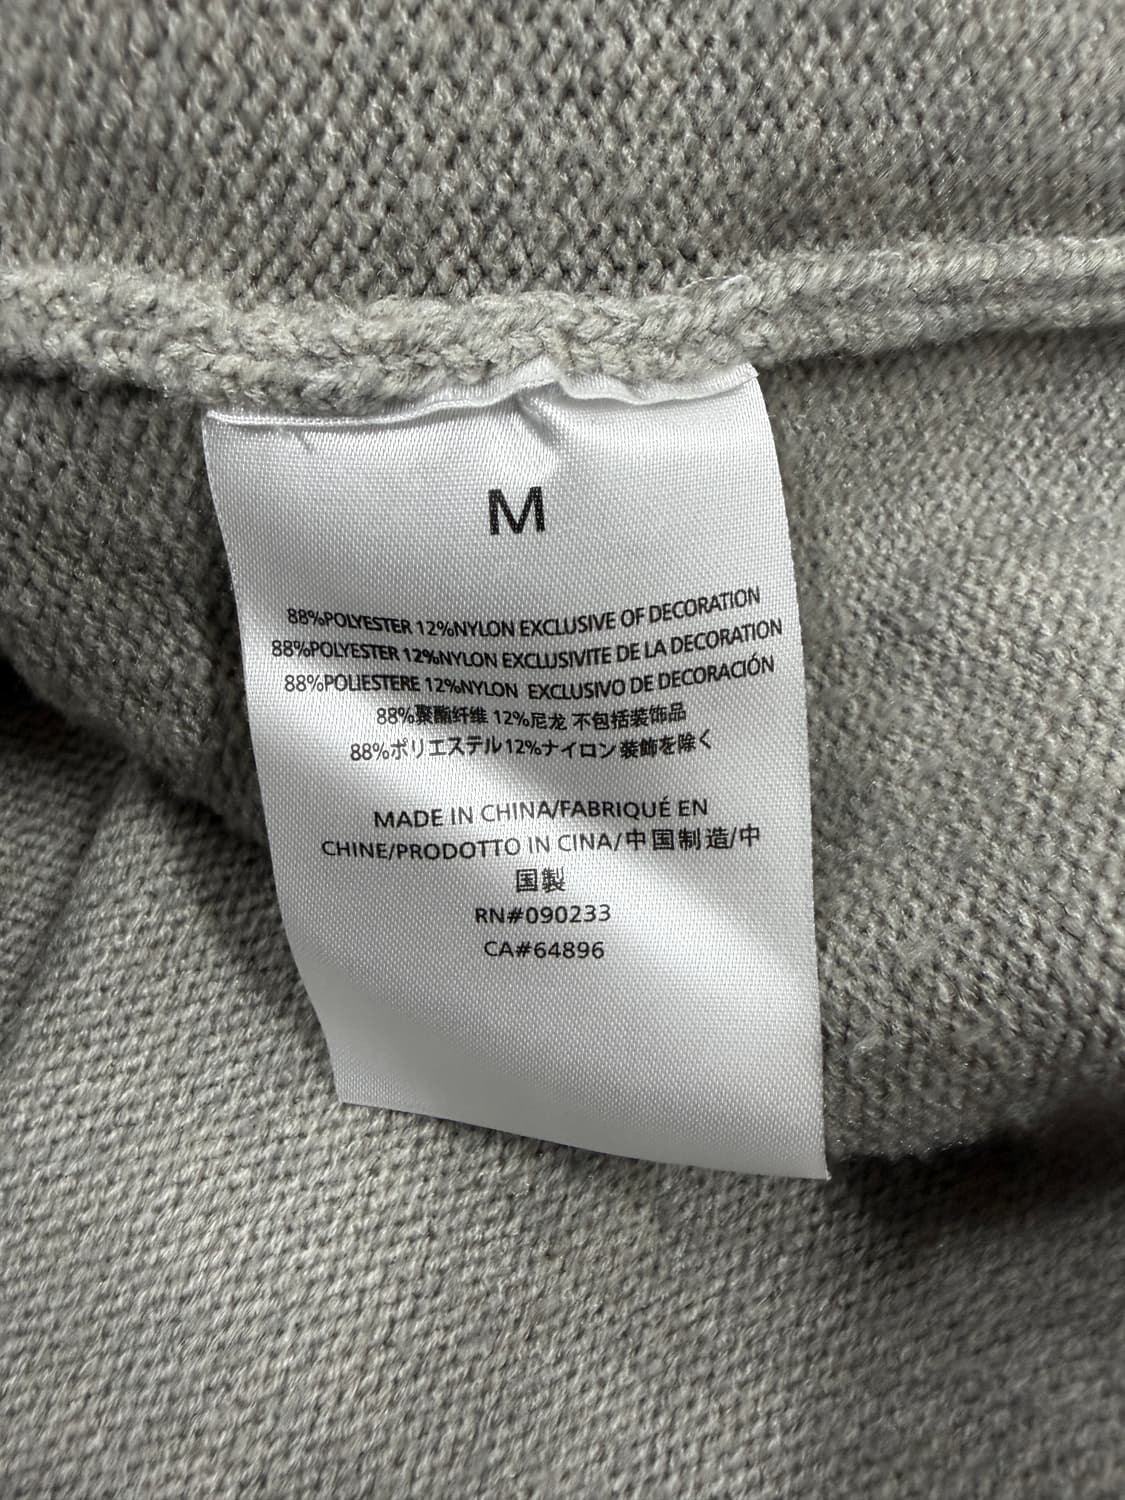 M
88%POLYESTER 12%NYLON EXCLUSIVE OF DECORATION
88%POLYESTER 12%NYLON EXCLUSIVITE DE LA DECORATION
88%POLIESTERE 12%NYLON EXCLUSIVO DE DECORACIÓN
88%聚酯纤维 12%尼龙 不包括装饰品
88%ポリエステル12%ナイロン 装飾を除く
MADE IN CHINA/FABRIQUÉ EN
CHINE/PRODOTTO IN CINA/中国制造/中
国製
RN#090233
CA#64896